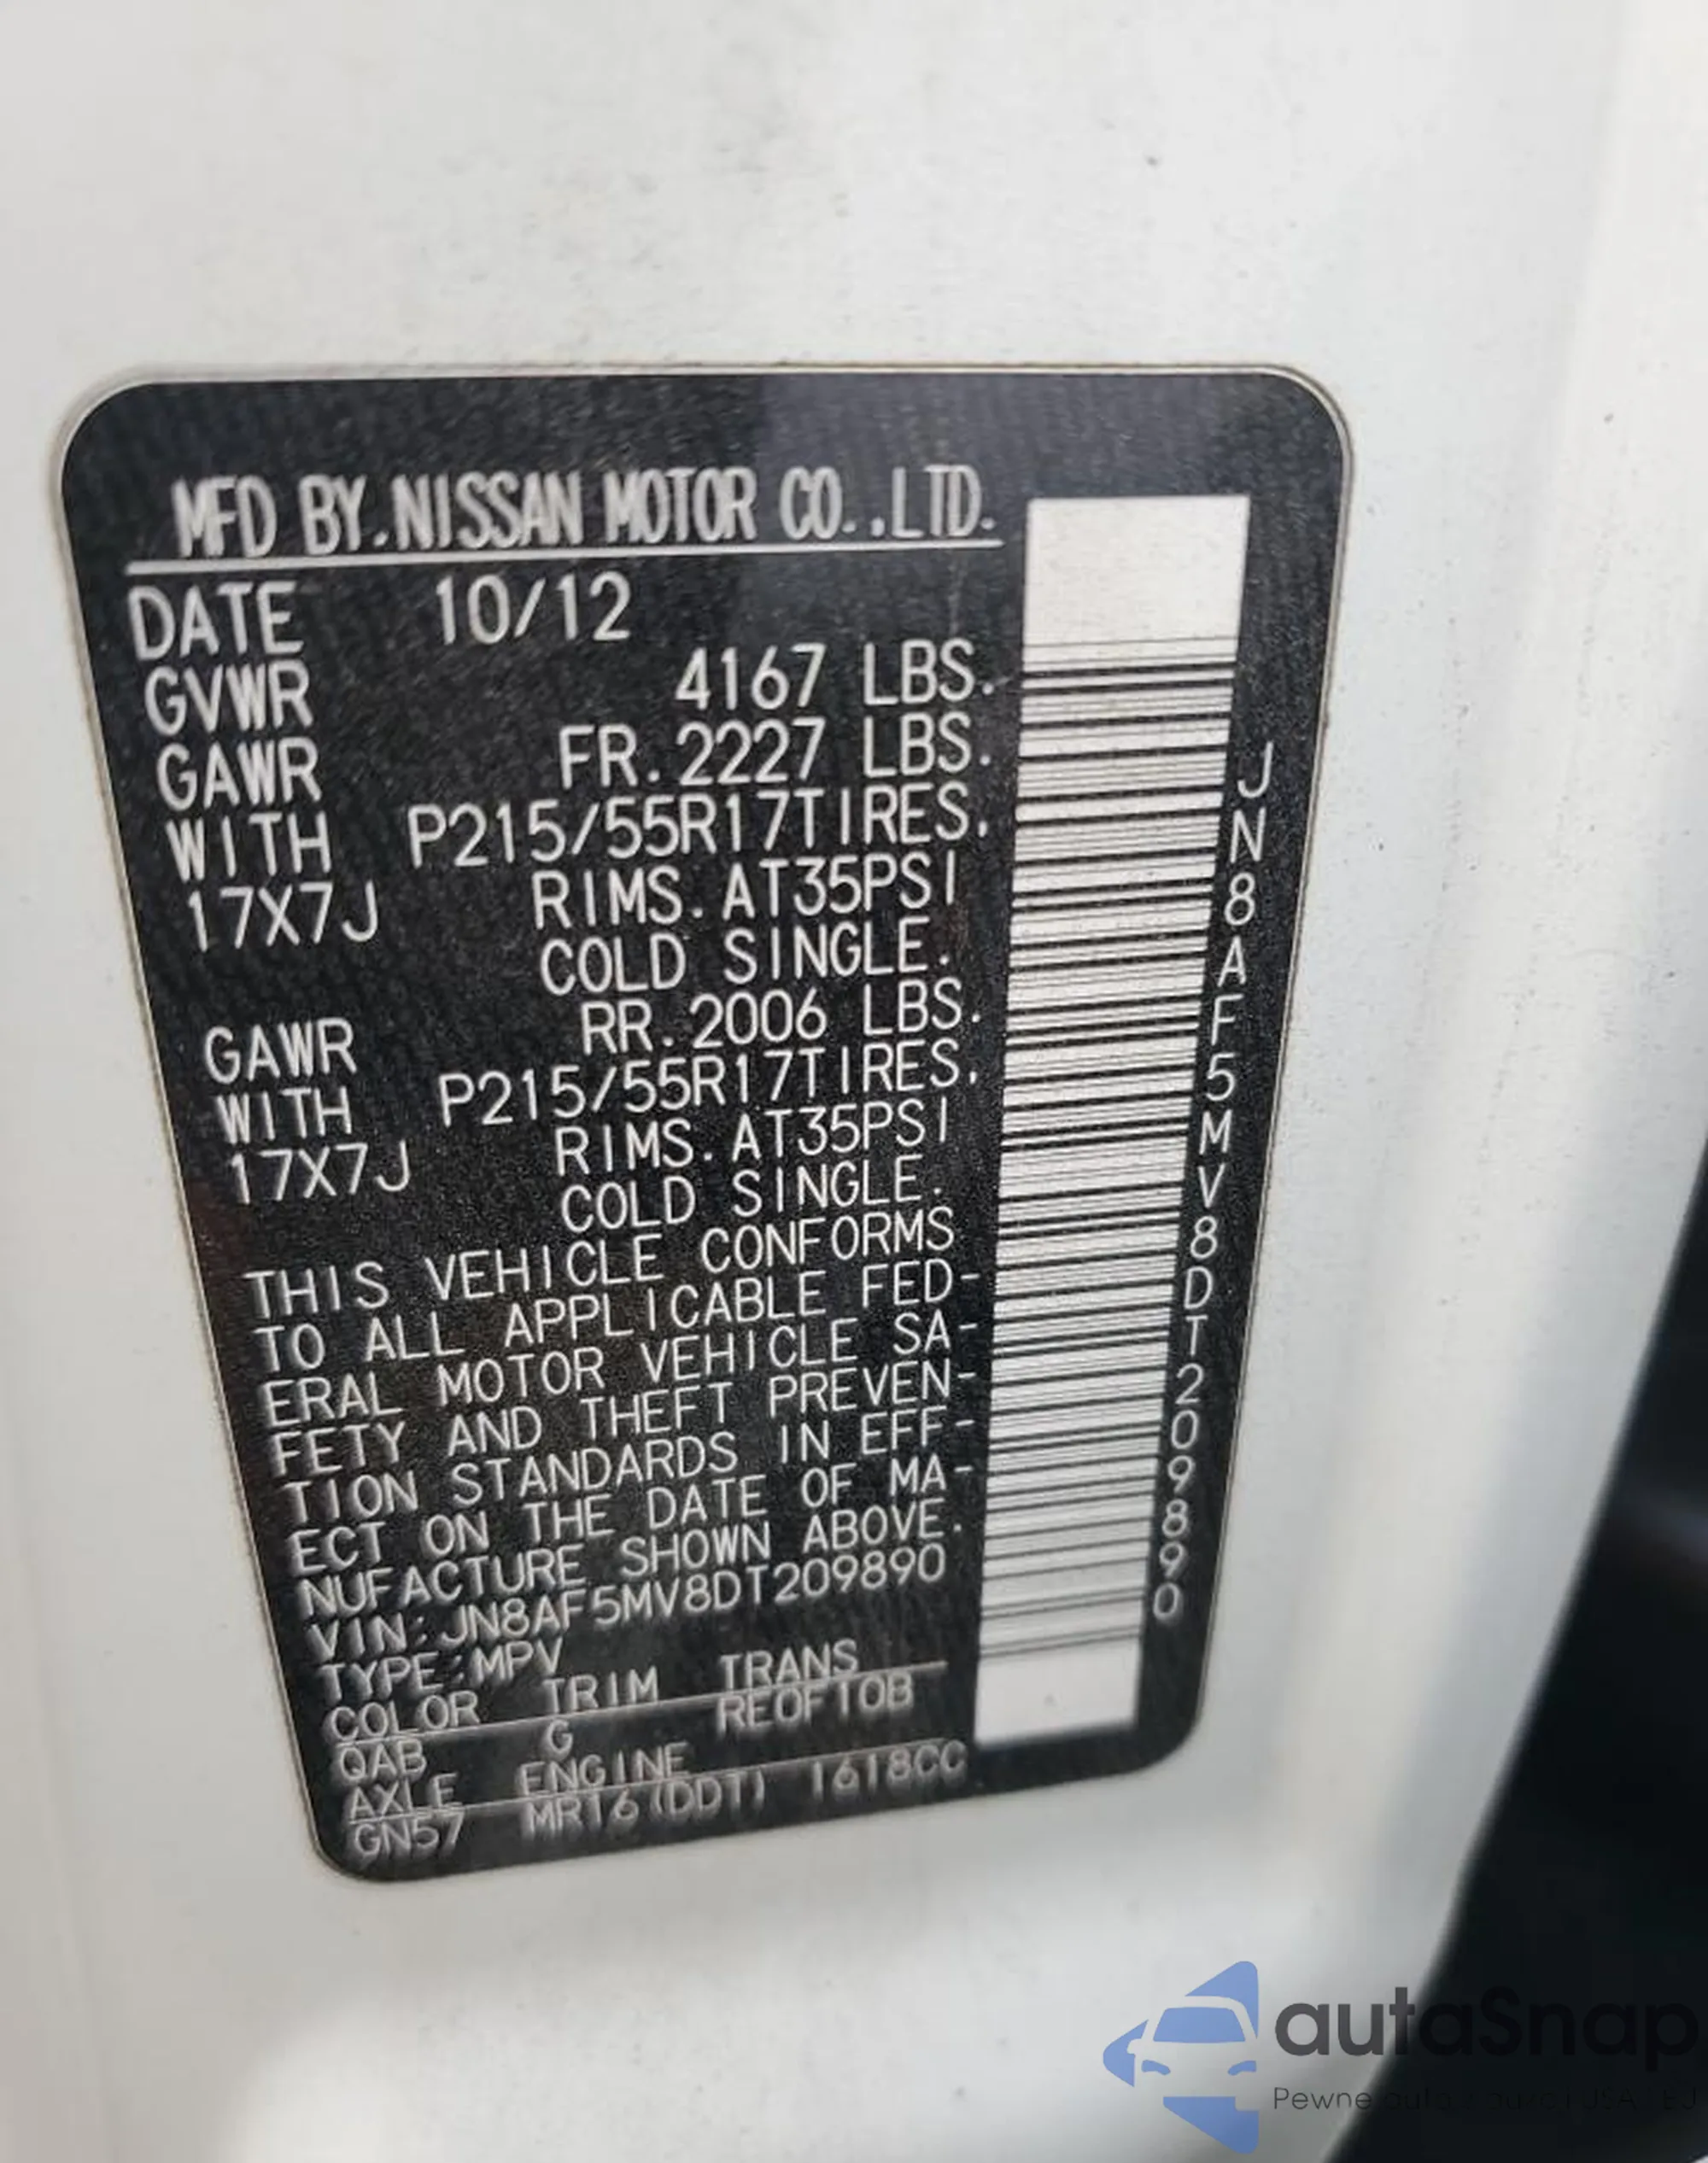 MFD BY.NISSAN MOTOR CO.,LTD.
DATE 10/12
GVWR 4167 LBS.
GAWR FR.2227 LBS.
WITH P215/55R17TIRES.
17X7J RIMS.AT35PSI
COLD SINGLE.
GAWR RR.2006 LBS.
WITH P215/55R17TIRES.
17X7J RIMS.AT35PSI
COLD SINGLE.
THIS VEHICLE CONFORMS
TO ALL APPLICABLE FED-
ERAL MOTOR VEHICLE SA-
FETY AND THEFT PREVEN-
TION STANDARDS IN EFF-
ECT ON THE DATE OF MA-
NUFACTURE SHOWN ABOVE.
VIN:JN8AF5MV8DT209890
TYPE:MPV
COLOR TRIM TRANS
QAB G RE0FT0B
AXLE ENGINE
GN57 MR16(DDT) 1618CC
JN8AF5MV8DT209890
autaSnap
Pewne auto